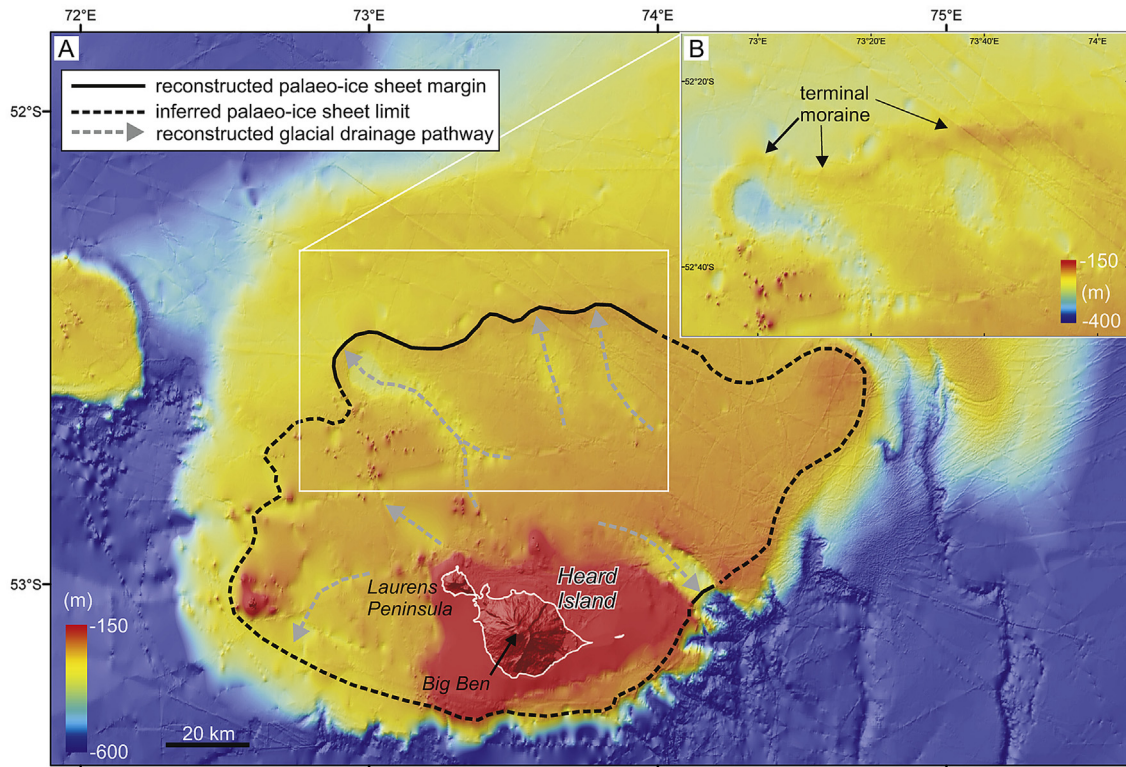 72°E
73°E
74°E
75°E
A
reconstructed palaeo-ice sheet margin
inferred palaeo-ice sheet limit
reconstructed glacial drainage pathway
52°S
53°S
B
73°E
73°20'E
73°40'E
74°E
52°20'S
52°40'S
terminal
moraine
-150
(m)
-400
Laurens
Peninsula
Heard
Island
Big Ben
(m)
-150
-600
20 km